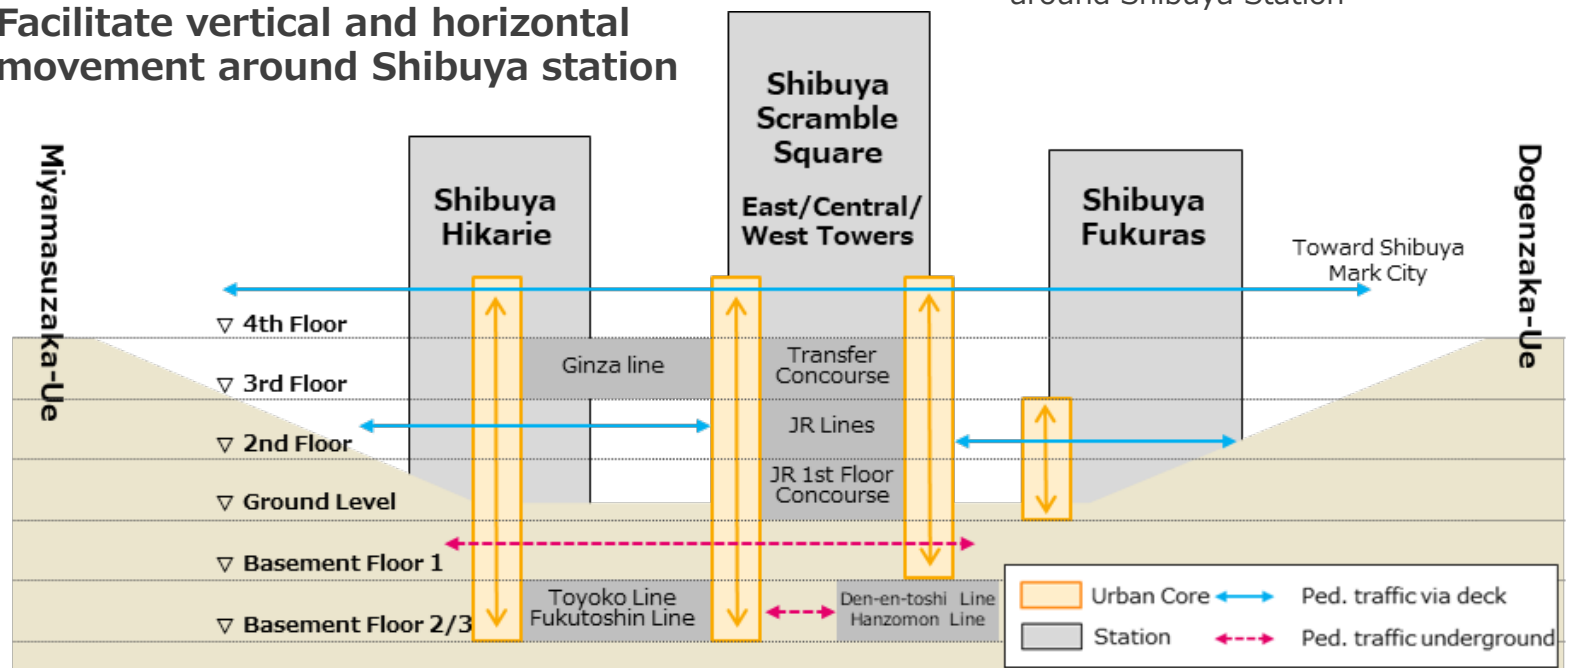 Facilitate vertical and horizontal
movement around Shibuya station
around Shibuya Station
Shibuya
Scramble
Square
East/Central/
West Towers
Shibuya
Hikarie
Shibuya
Fukuras
Miyamasuzaka-Ue
Dogenzaka-Ue
Toward Shibuya
Mark City
▽ 4th Floor
Ginza line
Transfer
Concourse
▽ 3rd Floor
JR Lines
▽ 2nd Floor
JR 1st Floor
Concourse
▽ Ground Level
▽ Basement Floor 1
Toyoko Line
Fukutoshin Line
Den-en-toshi Line
Hanzomon Line
▽ Basement Floor 2/3
Urban Core
Ped. traffic via deck
Station
Ped. traffic underground